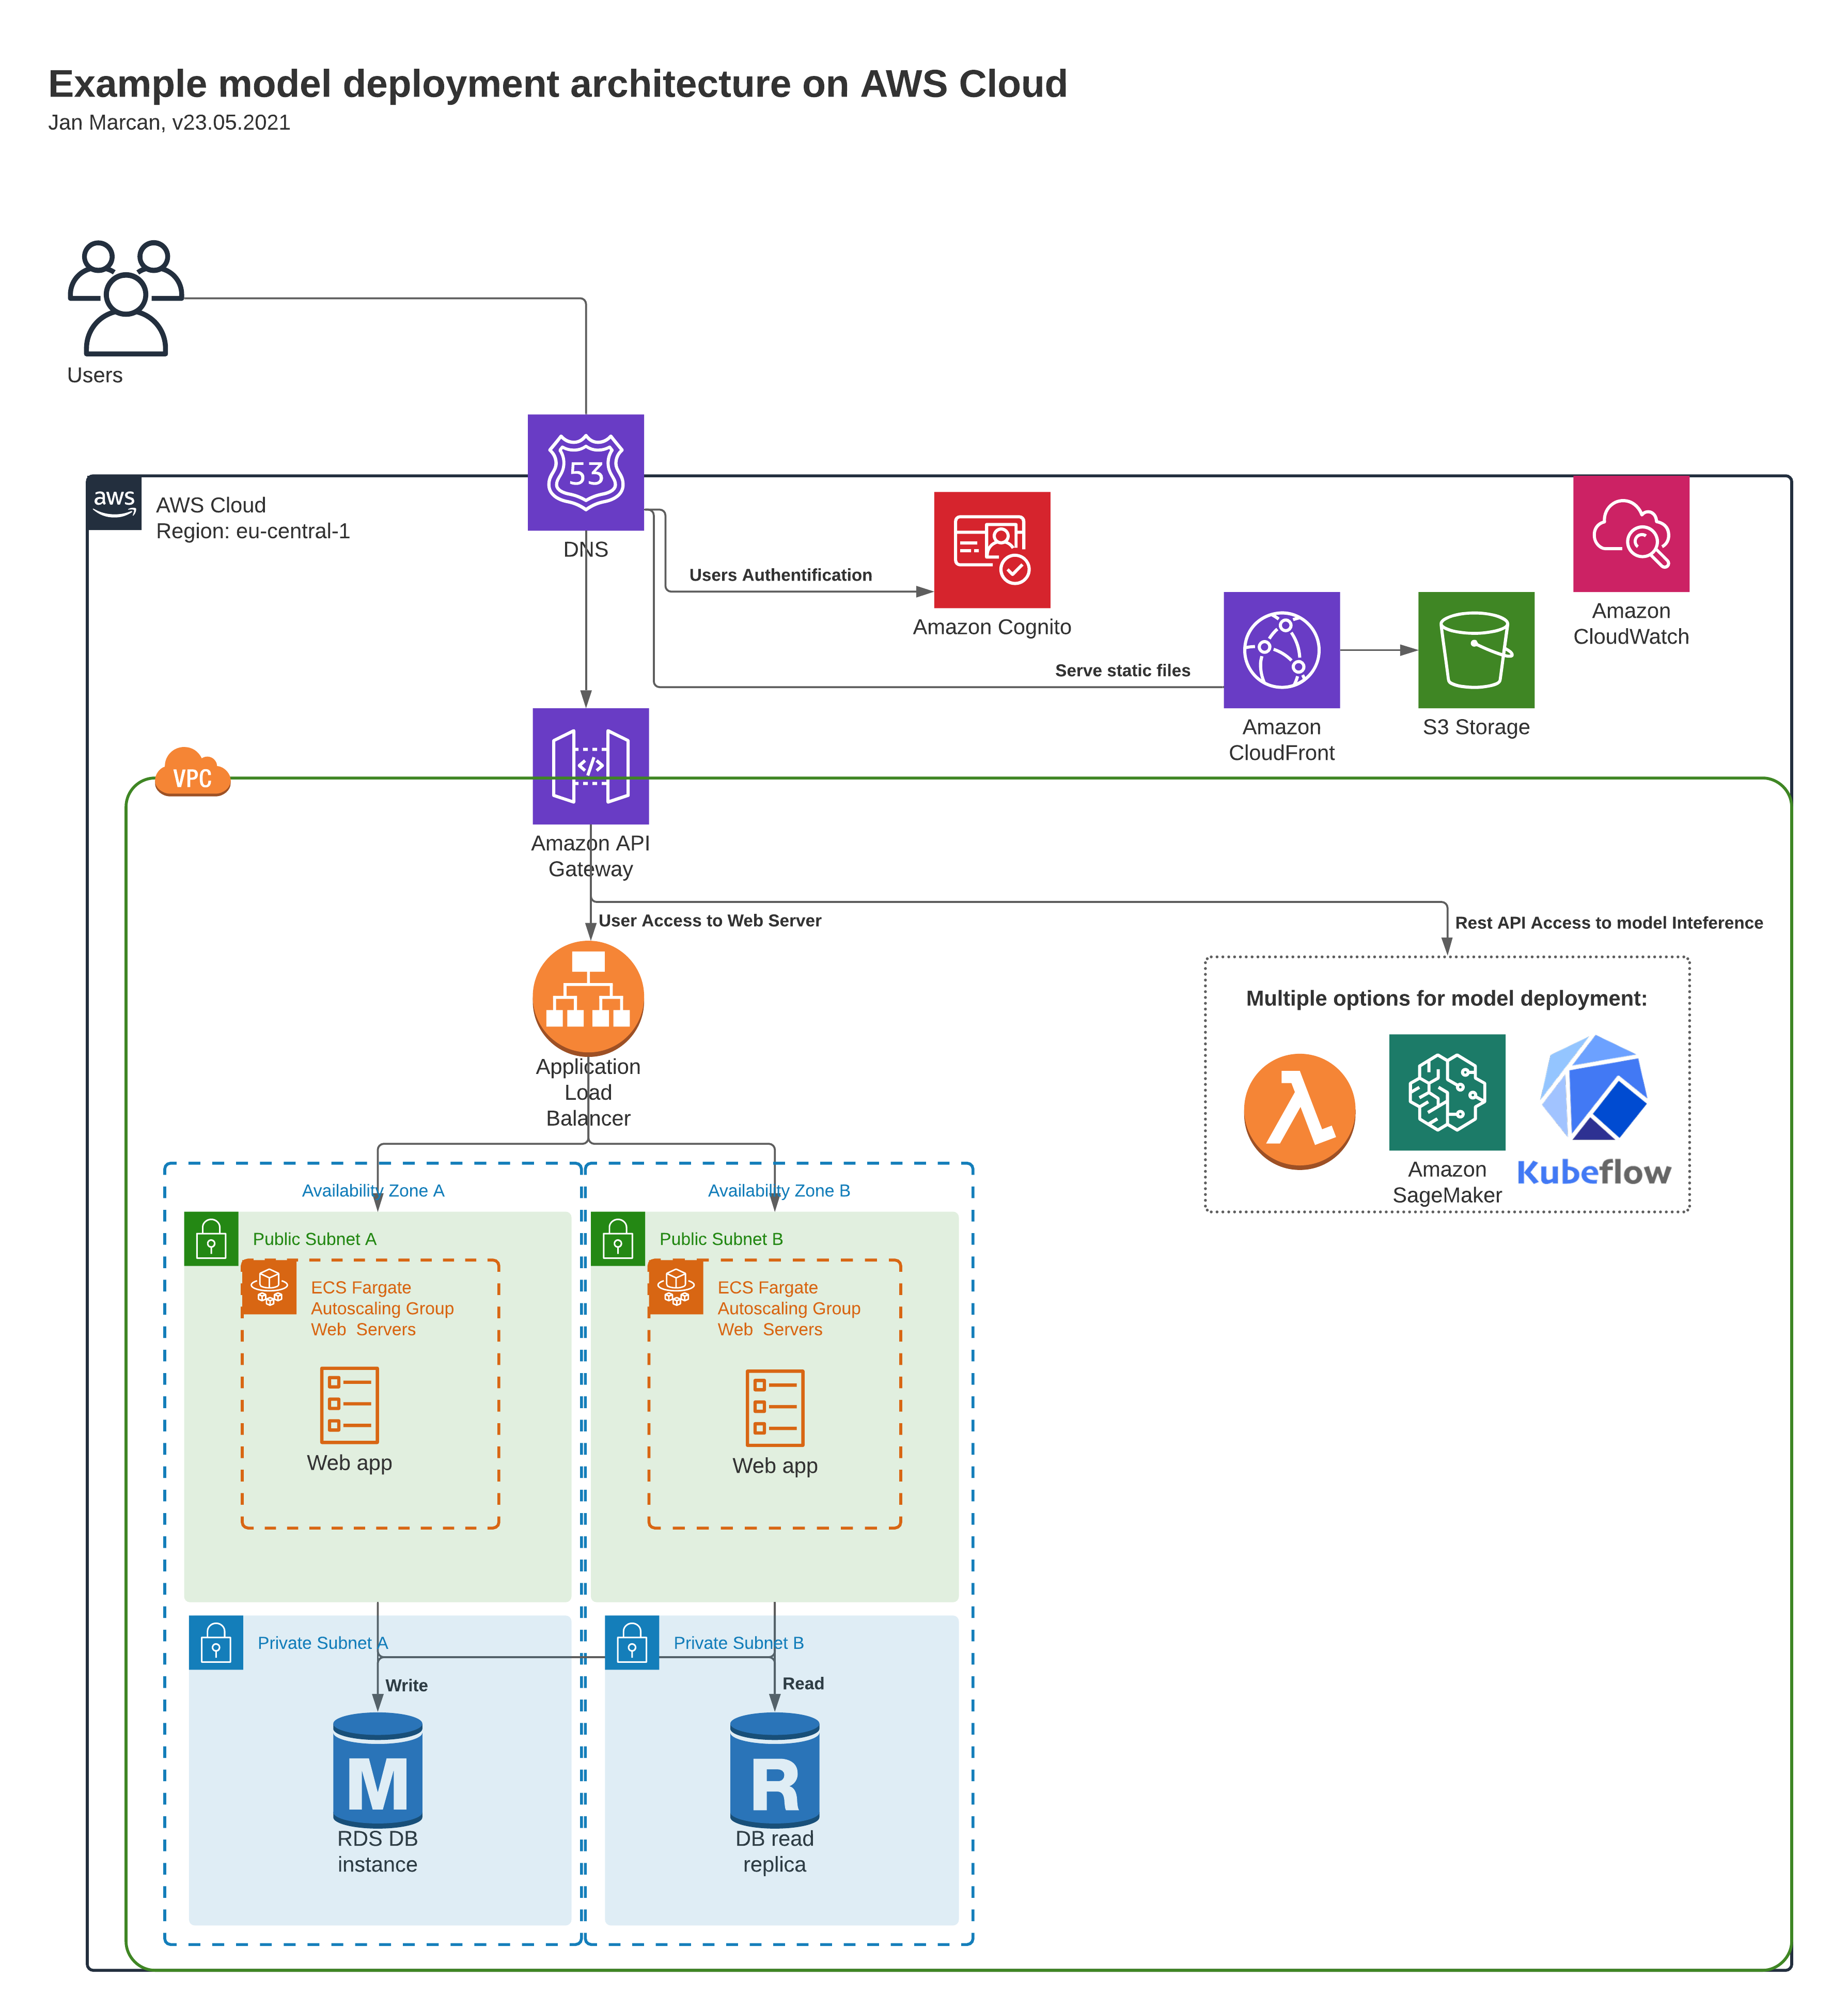 Example model deployment architecture on AWS Cloud
Jan Marcan, v23.05.2021
Users
53
DNS
aws
AWS Cloud
Region: eu-central-1
Users Authentification
Amazon Cognito
Amazon
CloudWatch
Serve static files
Amazon
CloudFront
S3 Storage
VPC
</>
Amazon API
Gateway
User Access to Web Server
Rest API Access to model Inteference
Application
Load
Balancer
Multiple options for model deployment:
λ
Amazon
SageMaker
Kubeflow
Availability Zone A
Availability Zone B
Public Subnet A
Public Subnet B
ECS Fargate
Autoscaling Group
Web  Servers
ECS Fargate
Autoscaling Group
Web  Servers
Web app
Web app
Private Subnet A
Private Subnet B
Write
Read
M
R
RDS DB
instance
DB read
replica